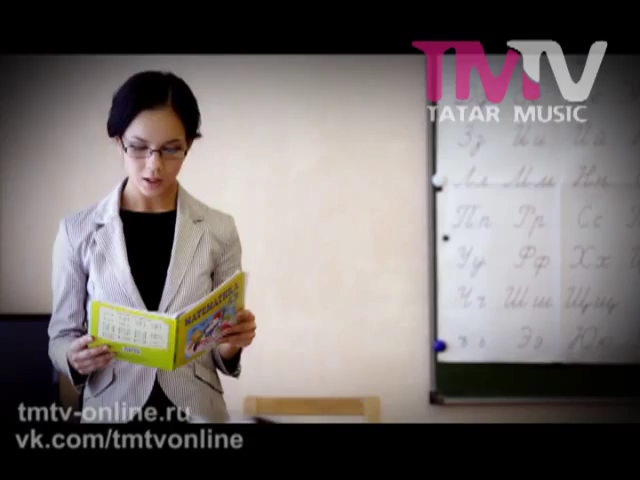 TMTV
TATAR MUSIC
Зз Ии Йй
Лл Мм Нн
Пп Рр Сс
Уу Фф Хх
Чч Шш Щщ
ъ Ээ Юю
МАТЕМАТИКА
tmtv-online.ru
vk.com/tmtvonline